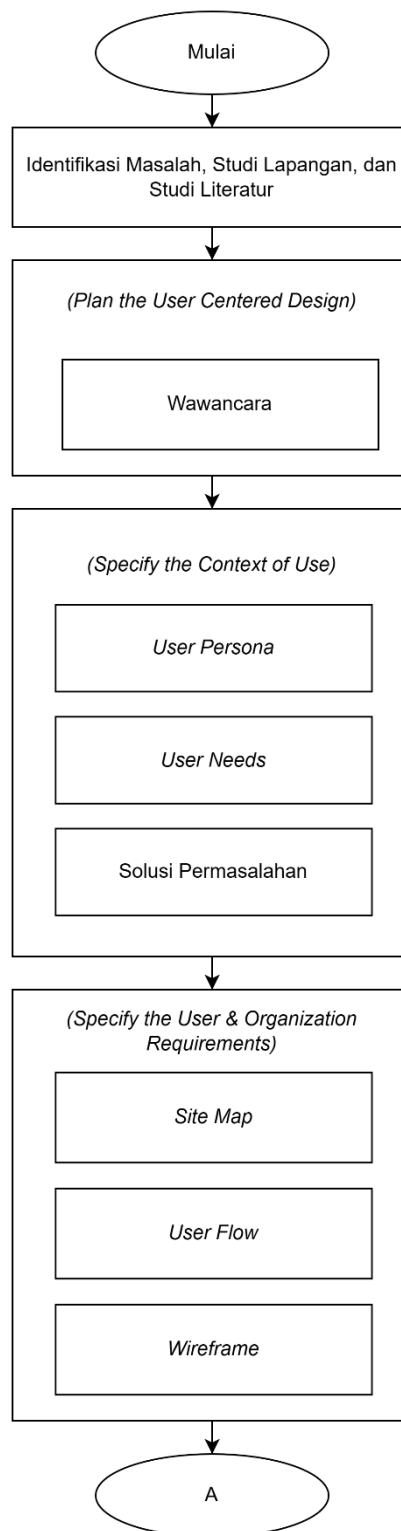 Mulai
Identifikasi Masalah, Studi Lapangan, dan
Studi Literatur
(Plan the User Centered Design)
Wawancara
(Specify the Context of Use)
User Persona
User Needs
Solusi Permasalahan
(Specify the User & Organization
Requirements)
Site Map
User Flow
Wireframe
A